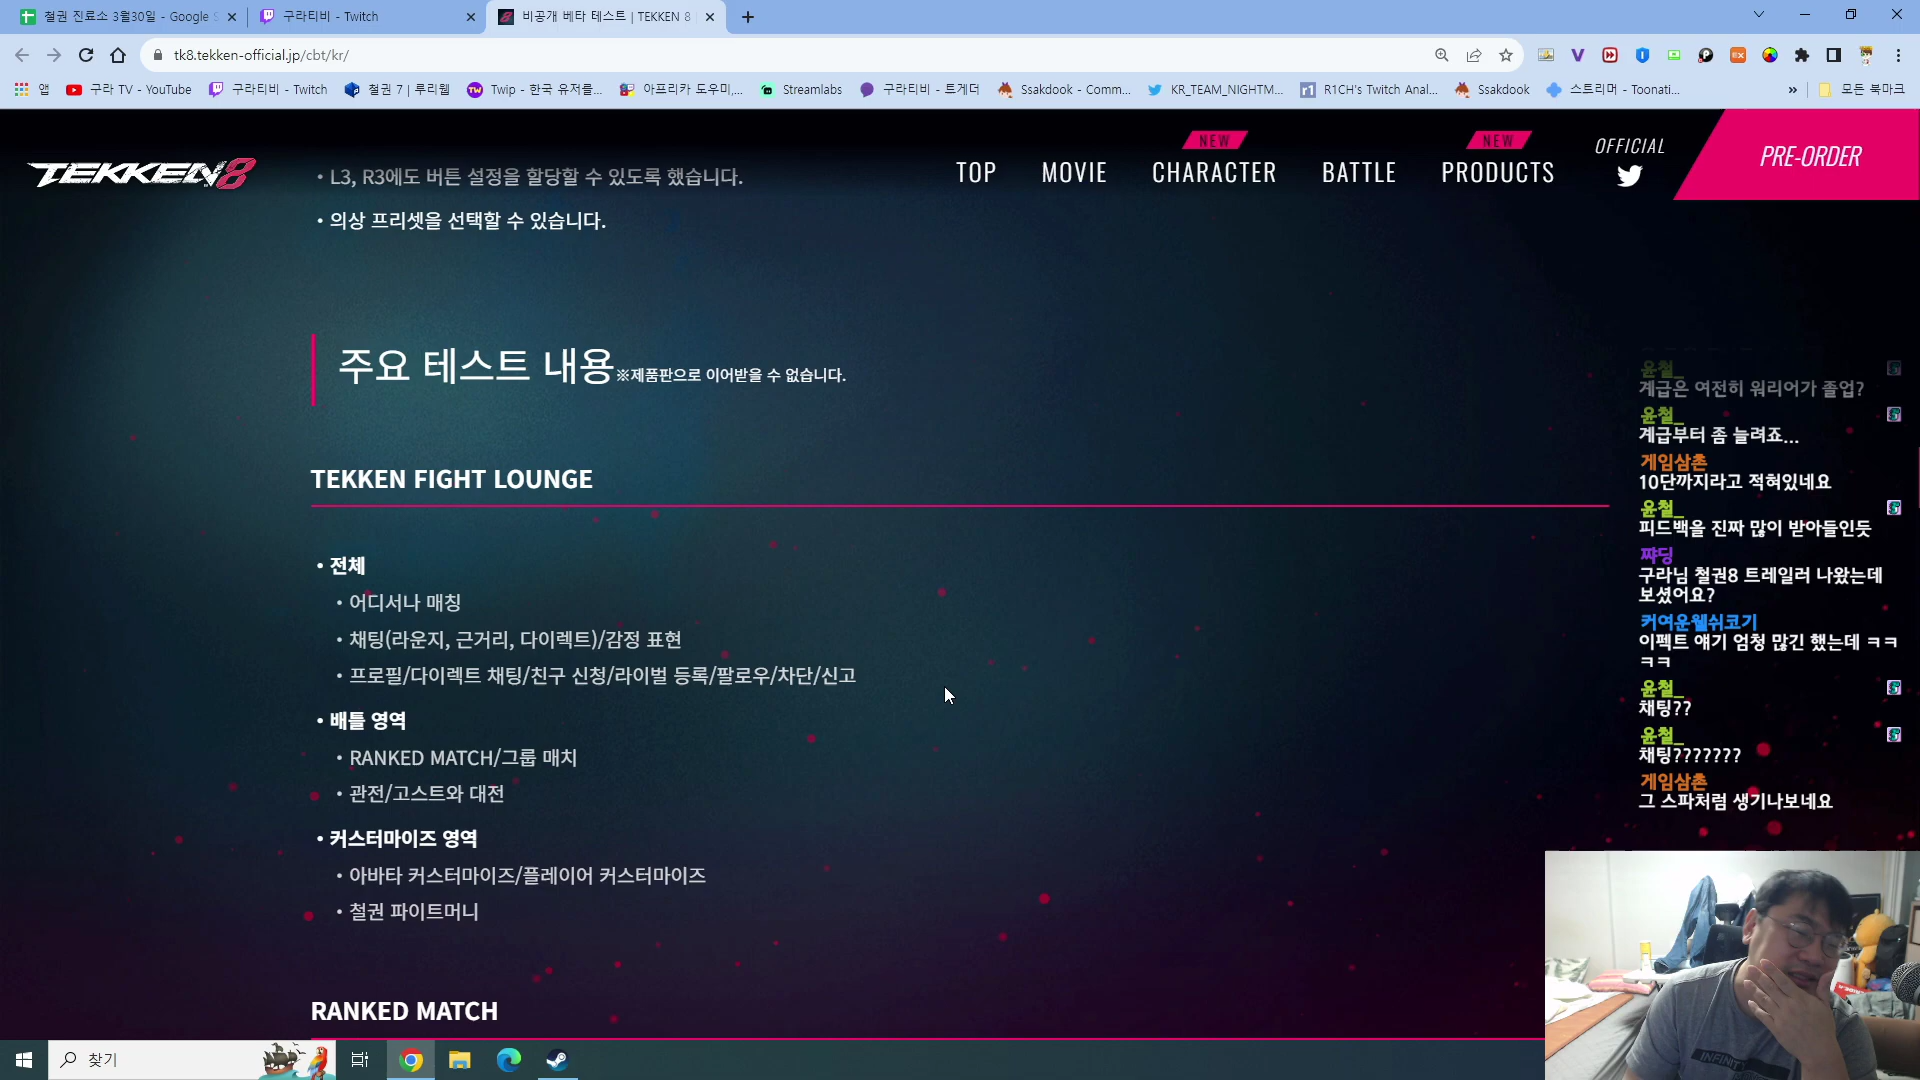 철권 진료소 3월30일 - Google S
구라티비 - Twitch
비공개 베타 테스트 | TEKKEN 8
tk8.tekken-official.jp/cbt/kr/
앱
구라 TV - YouTube
구라티비 - Twitch
철권 7 | 루리웹
Twip - 한국 유저를...
아프리카 도우미,...
Streamlabs
구라티비 - 트게더
Ssakdook - Comm...
KR_TEAM_NIGHTM...
R1CH's Twitch Anal...
Ssakdook
스트리머 - Toonati...
»
모든 북마크
TEKKEN 8
TOP
MOVIE
NEW
CHARACTER
BATTLE
NEW
PRODUCTS
OFFICIAL
PRE-ORDER
• L3, R3에도 버튼 설정을 할당할 수 있도록 했습니다.
• 의상 프리셋을 선택할 수 있습니다.
주요 테스트 내용※제품판으로 이어받을 수 없습니다.
TEKKEN FIGHT LOUNGE
• 전체
• 어디서나 매칭
• 채팅(라운지, 근거리, 다이렉트)/감정 표현
• 프로필/다이렉트 채팅/친구 신청/라이벌 등록/팔로우/차단/신고
• 배틀 영역
• RANKED MATCH/그룹 매치
• 관전/고스트와 대전
• 커스터마이즈 영역
• 아바타 커스터마이즈/플레이어 커스터마이즈
• 철권 파이트머니
RANKED MATCH
윤철_
계급은 여전히 워리어가 졸업?
윤철_
계급부터 좀 늘려죠...
게임삼촌
10단까지라고 적혀있네요
윤철_
피드백을 진짜 많이 받아들인듯
쨔딩
구라님 철권8 트레일러 나왔는데
보셨어요?
커여운웰쉬코기
이펙트 얘기 엄청 많긴 했는데 ㅋㅋ
ㅋㅋ
윤철_
채팅??
윤철_
채팅???????
게임삼촌
그 스파처럼 생기나보네요
찾기